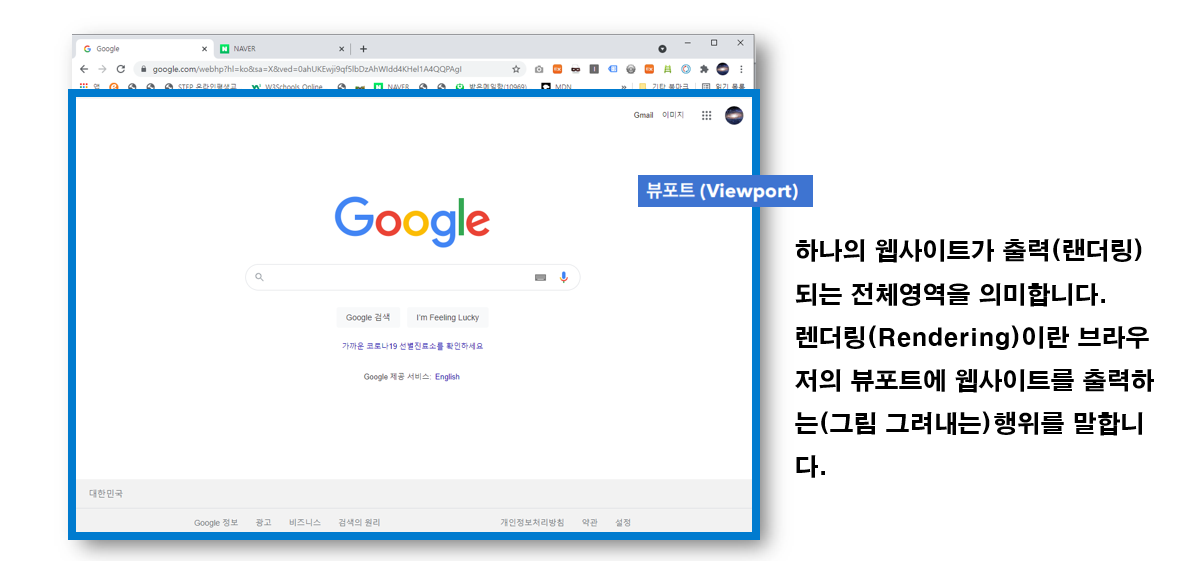 Google
NAVER
google.com/webhp?hl=ko&sa=X&ved=0ahUKEwji9qf5lbDzAhWIdd4KHel1A4QQPAgI
앱 STEP 온라인평생교 W3Schools Online NAVER 받은메일함(10969) MDN » 기타 북마크 읽기 목록
Gmail 이미지
뷰포트 (Viewport)
Google
Google 검색 I'm Feeling Lucky
가까운 코로나19 선별진료소를 확인하세요
Google 제공 서비스: English
대한민국
Google 정보 광고 비즈니스 검색의 원리 개인정보처리방침 약관 설정
하나의 웹사이트가 출력(랜더링)
되는 전체영역을 의미합니다.
렌더링(Rendering)이란 브라우
저의 뷰포트에 웹사이트를 출력하
는(그림 그려내는)행위를 말합니
다.